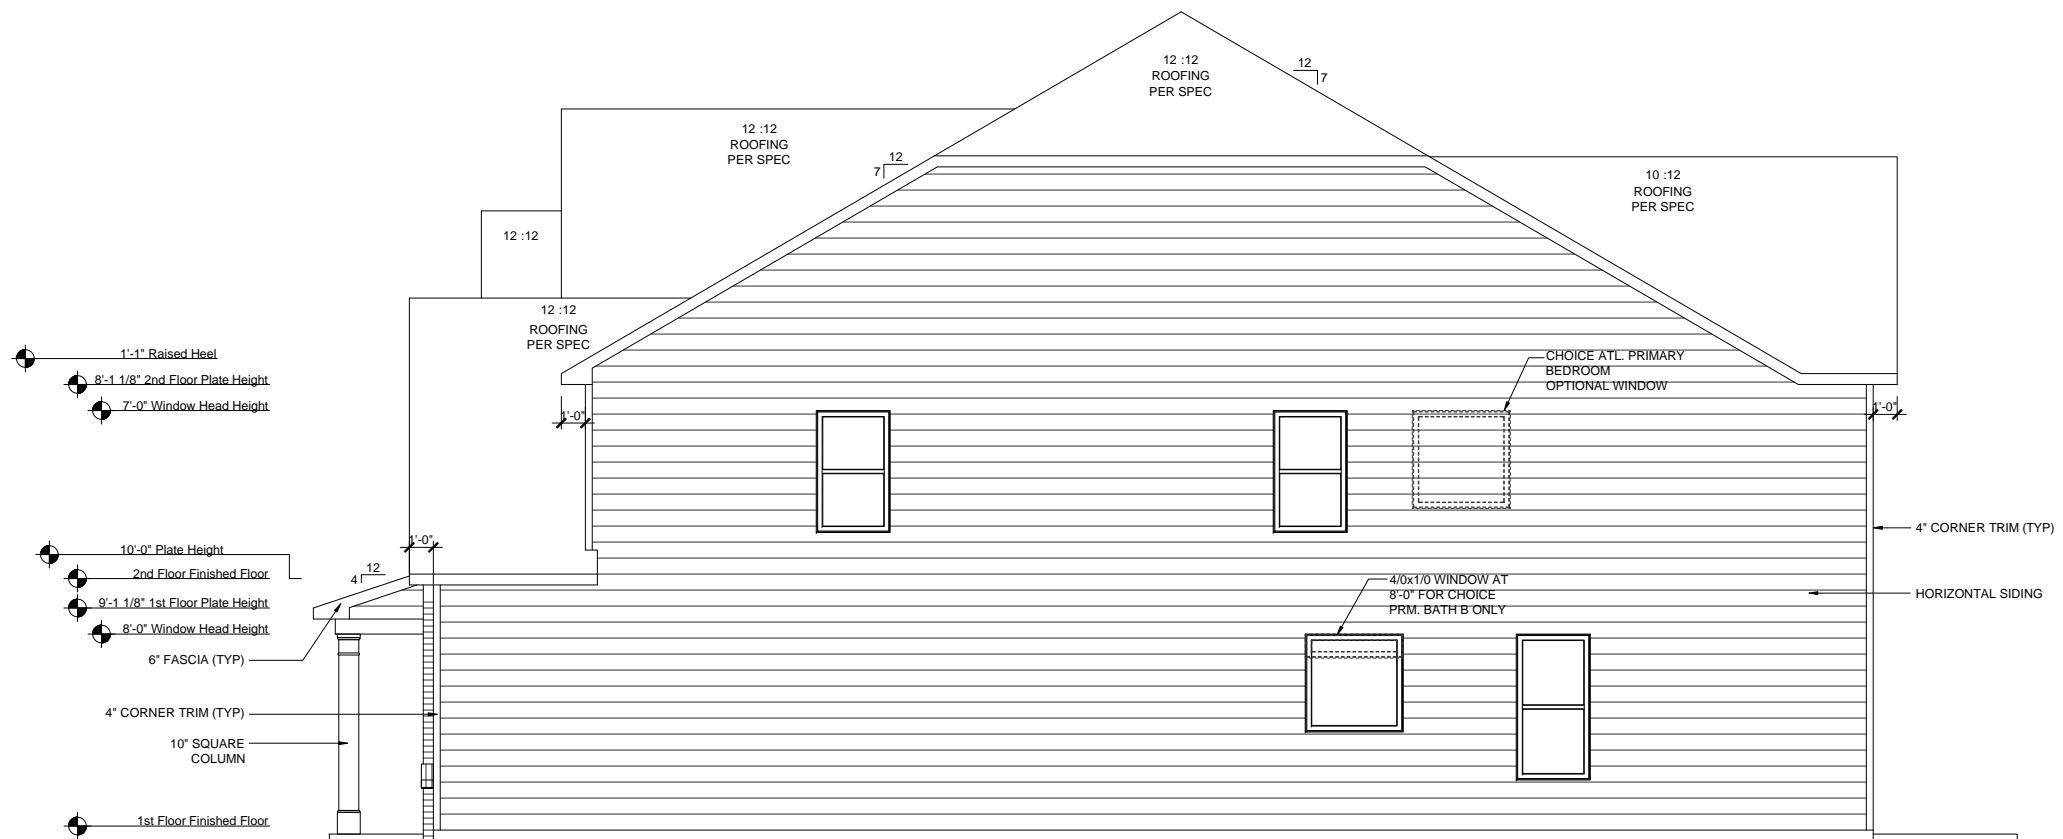 12 :12
ROOFING
PER SPEC
12
7
12 :12
ROOFING
PER SPEC
12
7
10 :12
ROOFING
PER SPEC
12 :12
12 :12
ROOFING
PER SPEC
1'-1" Raised Heel
8'-1 1/8" 2nd Floor Plate Height
7'-0" Window Head Height
CHOICE ATL. PRIMARY
BEDROOM
OPTIONAL WINDOW
1'-0"
1'-0"
4" CORNER TRIM (TYP)
1'-0"
10'-0" Plate Height
2nd Floor Finished Floor
12
4
9'-1 1/8" 1st Floor Plate Height
8'-0" Window Head Height
4/0x1/0 WINDOW AT
8'-0" FOR CHOICE
PRM. BATH B ONLY
HORIZONTAL SIDING
6" FASCIA (TYP)
4" CORNER TRIM (TYP)
10" SQUARE
COLUMN
1st Floor Finished Floor